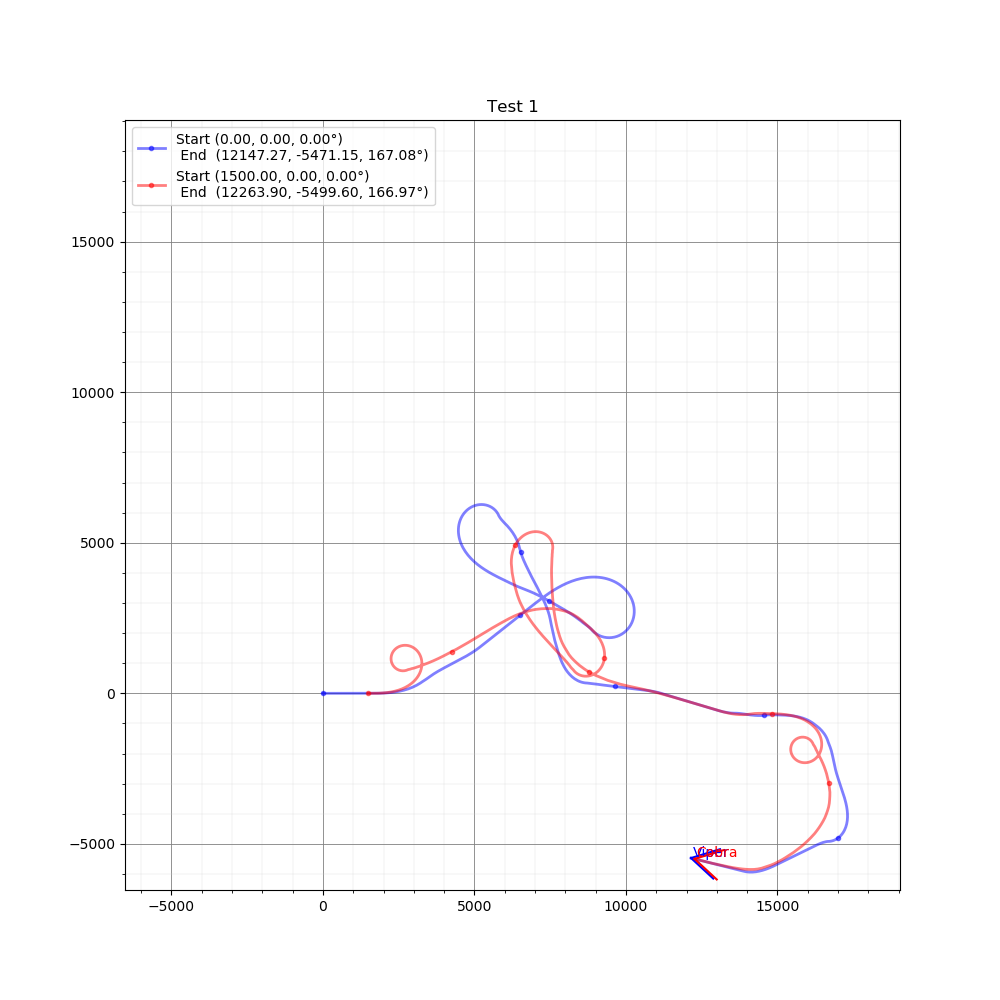 Test 1
Start (0.00, 0.00, 0.00°)
End (12147.27, -5471.15, 167.08°)
Start (1500.00, 0.00, 0.00°)
End (12263.90, -5499.60, 166.97°)
15000
10000
5000
0
−5000
−5000
0
5000
10000
15000